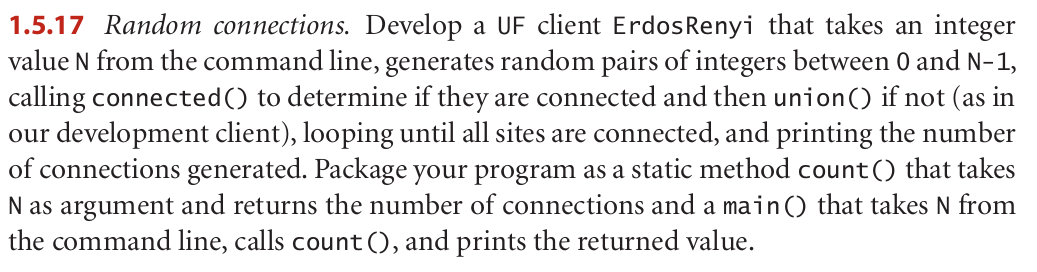 1.5.17 Random connections. Develop a UF client ErdosRenyi that takes an integer
value N from the command line, generates random pairs of integers between 0 and N-1,
calling connected() to determine if they are connected and then union() if not (as in
our development client), looping until all sites are connected, and printing the number
of connections generated. Package your program as a static method count() that takes
N as argument and returns the number of connections and a main() that takes N from
the command line, calls count(), and prints the returned value.